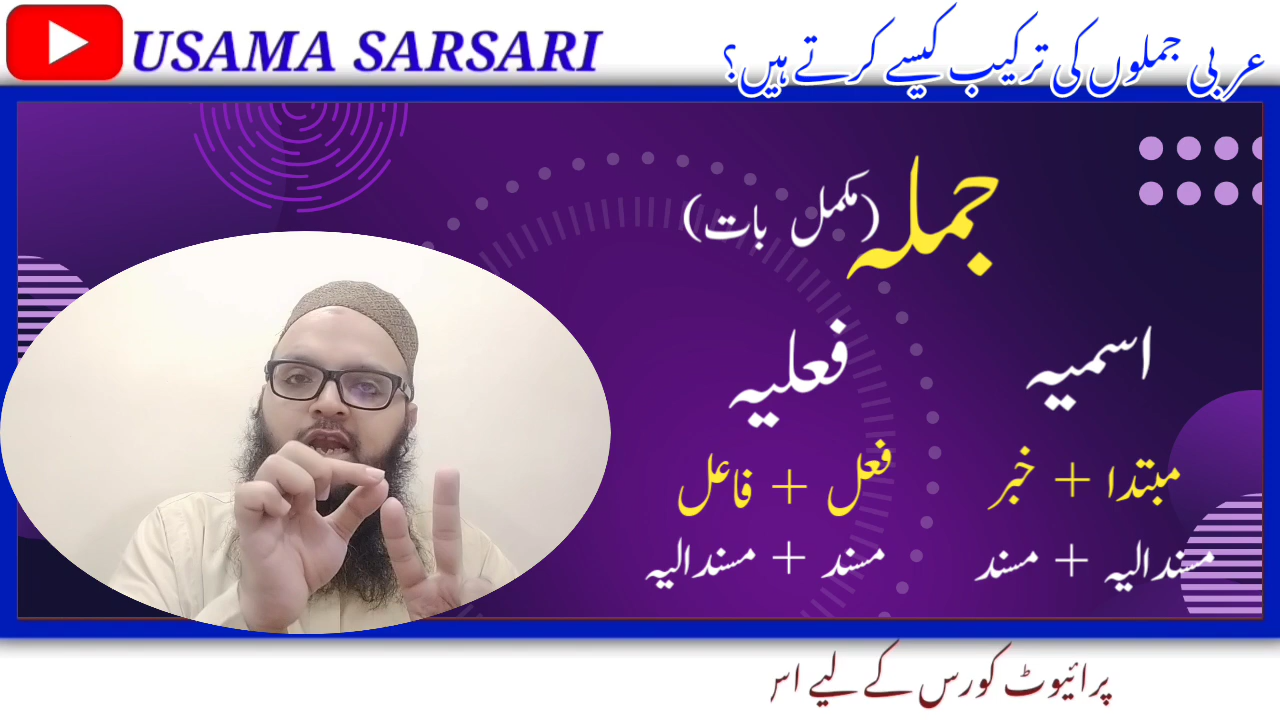 USAMA SARSARI
عربی جملوں کی ترکیب کیسے کرتے ہیں؟
جملہ (مکمل بات)
اسمیہ فعلیہ
مبتدا + خبر فعل + فاعل
مسندالیہ + مسند مسند + مسندالیہ
پرائیوٹ کورس کے لیے اس